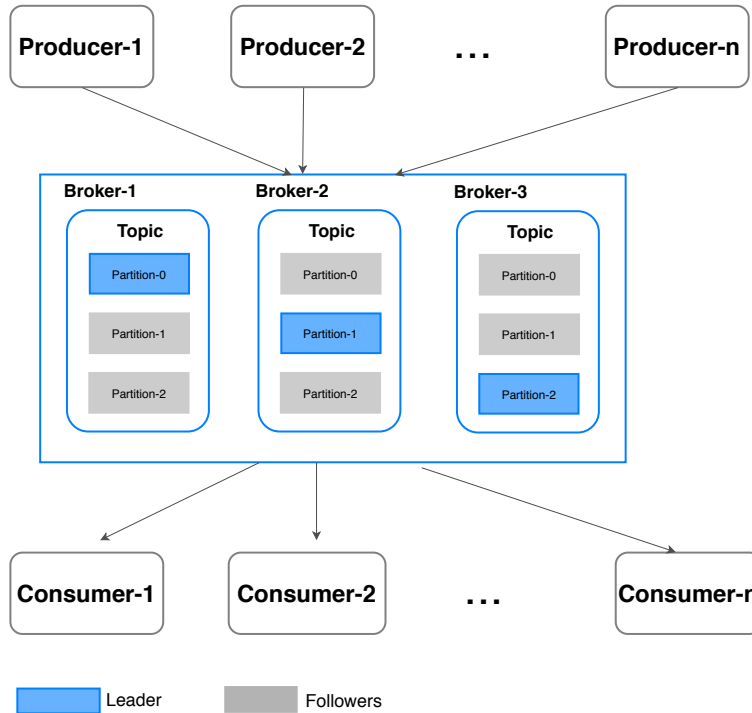 Producer-1 Producer-2 ... Producer-n
Broker-1 Broker-2 Broker-3
Topic Topic Topic
Partition-0 Partition-0 Partition-0
Partition-1 Partition-1 Partition-1
Partition-2 Partition-2 Partition-2
Consumer-1 Consumer-2 ... Consumer-n
Leader Followers